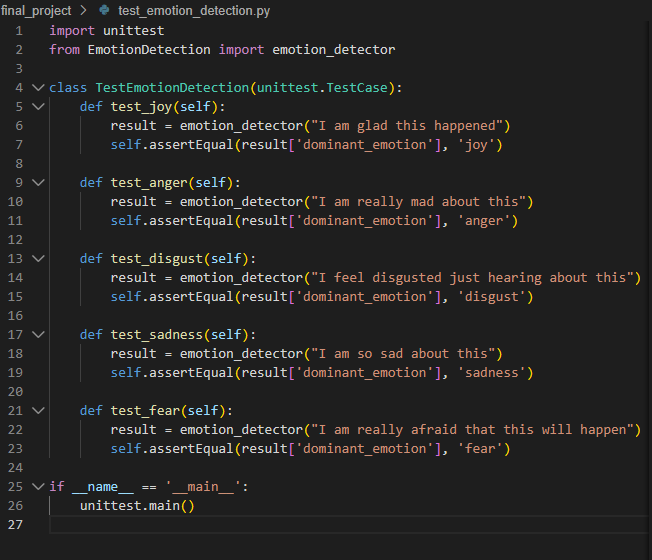 final_project > test_emotion_detection.py
1 import unittest
2 from EmotionDetection import emotion_detector
3
4 class TestEmotionDetection(unittest.TestCase):
5     def test_joy(self):
6         result = emotion_detector("I am glad this happened")
7         self.assertEqual(result['dominant_emotion'], 'joy')
8
9     def test_anger(self):
10         result = emotion_detector("I am really mad about this")
11         self.assertEqual(result['dominant_emotion'], 'anger')
12
13     def test_disgust(self):
14         result = emotion_detector("I feel disgusted just hearing about this")
15         self.assertEqual(result['dominant_emotion'], 'disgust')
16
17     def test_sadness(self):
18         result = emotion_detector("I am so sad about this")
19         self.assertEqual(result['dominant_emotion'], 'sadness')
20
21     def test_fear(self):
22         result = emotion_detector("I am really afraid that this will happen")
23         self.assertEqual(result['dominant_emotion'], 'fear')
24
25 if __name__ == '__main__':
26     unittest.main()
27